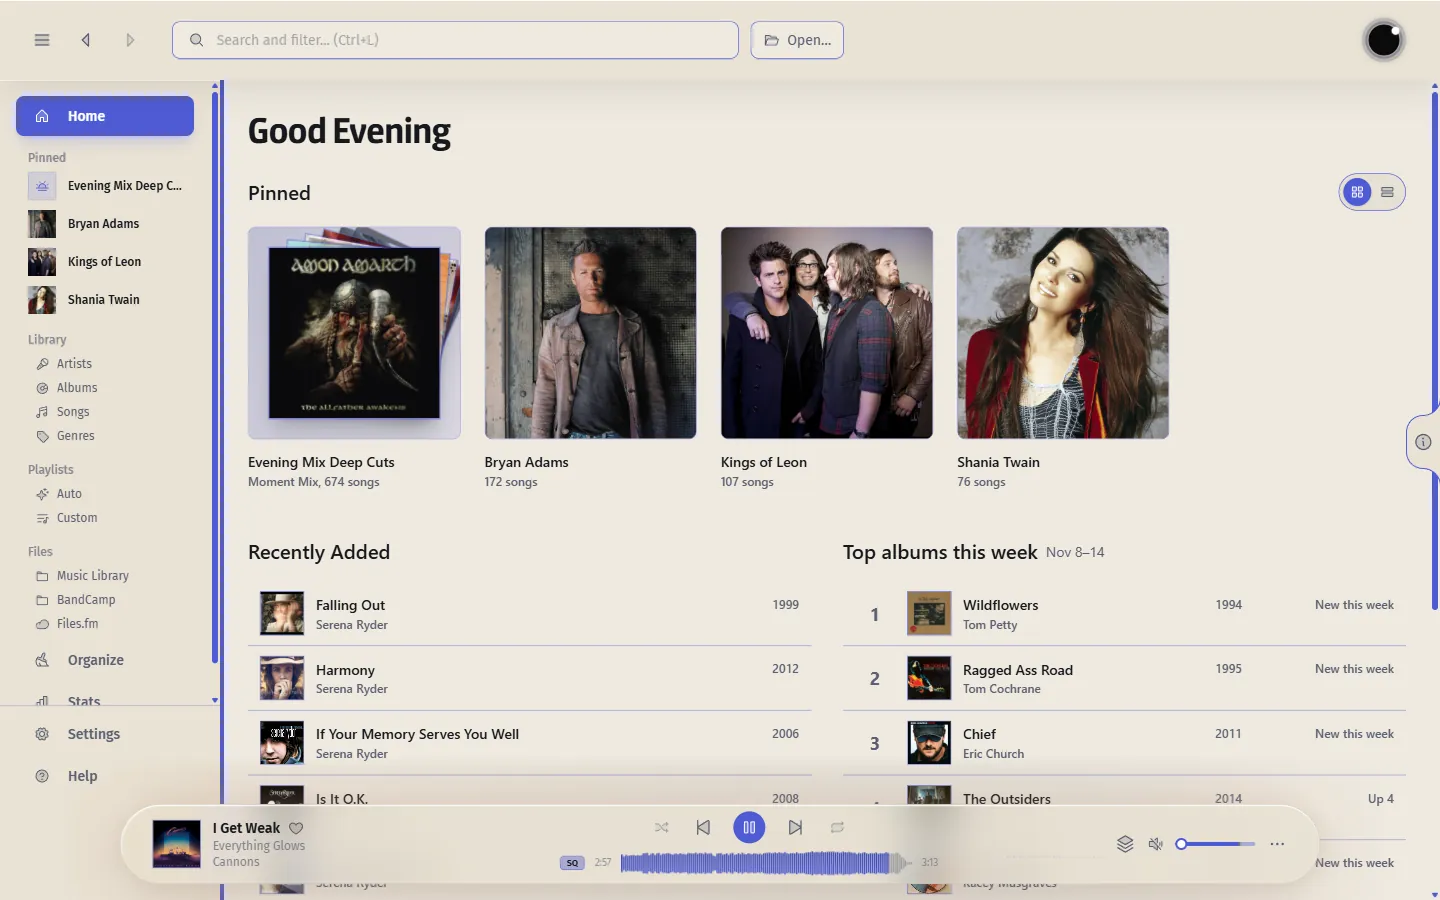 Search and filter... (Ctrl+L)
Open...
Home
Pinned
Evening Mix Deep C...
Bryan Adams
Kings of Leon
Shania Twain
Library
Artists
Albums
Songs
Genres
Playlists
Auto
Custom
Files
Music Library
BandCamp
Files.fm
Organize
Stats
Settings
Help
Good Evening
Pinned
AMON AMARTH
the allfather awakens
Evening Mix Deep Cuts
Moment Mix, 674 songs
Bryan Adams
172 songs
Kings of Leon
107 songs
Shania Twain
76 songs
Recently Added
Falling Out
Serena Ryder
1999
Harmony
Serena Ryder
2012
If Your Memory Serves You Well
Serena Ryder
2006
Is It O.K.
2008
Serena Ryder
Top albums this week Nov 8–14
1
Wildflowers
Tom Petty
1994
New this week
2
Ragged Ass Road
Tom Cochrane
1995
New this week
3
Chief
Eric Church
2011
New this week
The Outsiders
2014
Up 4
New this week
Kacey Musgraves
I Get Weak
Everything Glows
Cannons
SQ
2:57
3:13